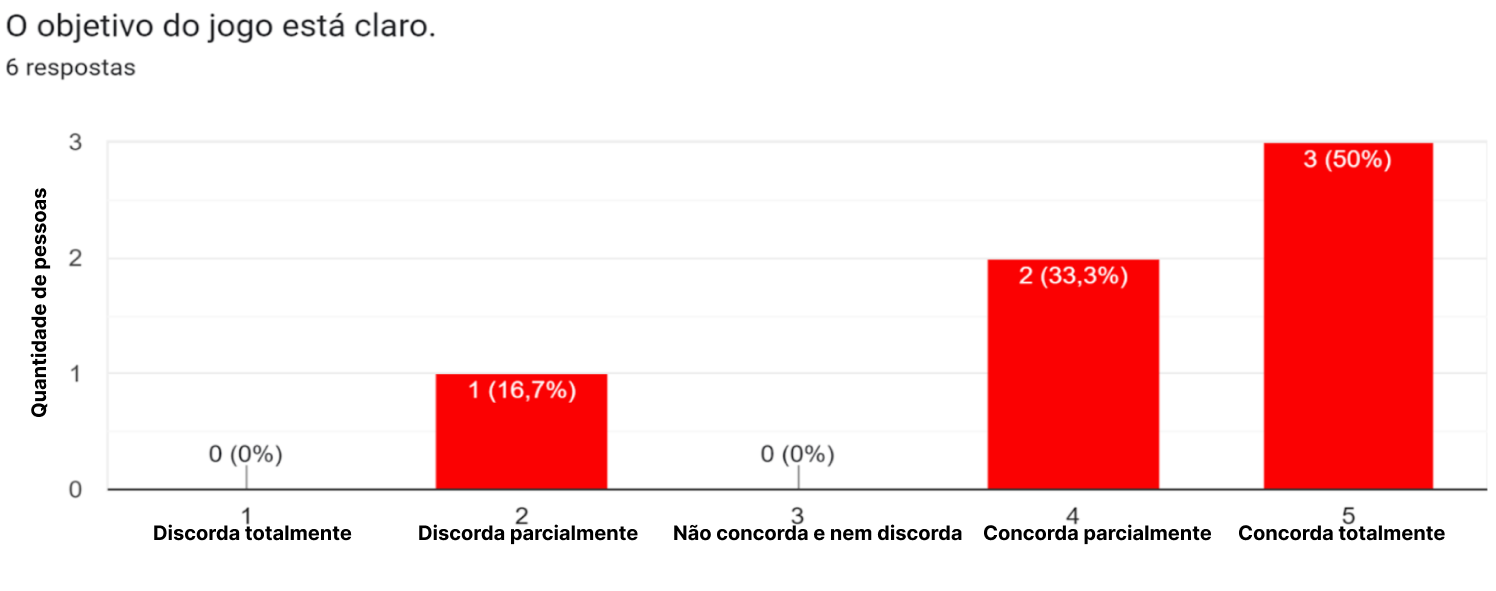 O objetivo do jogo está claro.
6 respostas
Quantidade de pessoas
3
2
1
0
0 (0%)
1 (16,7%)
0 (0%)
2 (33,3%)
3 (50%)
1 2 3 4 5
Discorda totalmente Discorda parcialmente Não concorda e nem discorda Concorda parcialmente Concorda totalmente